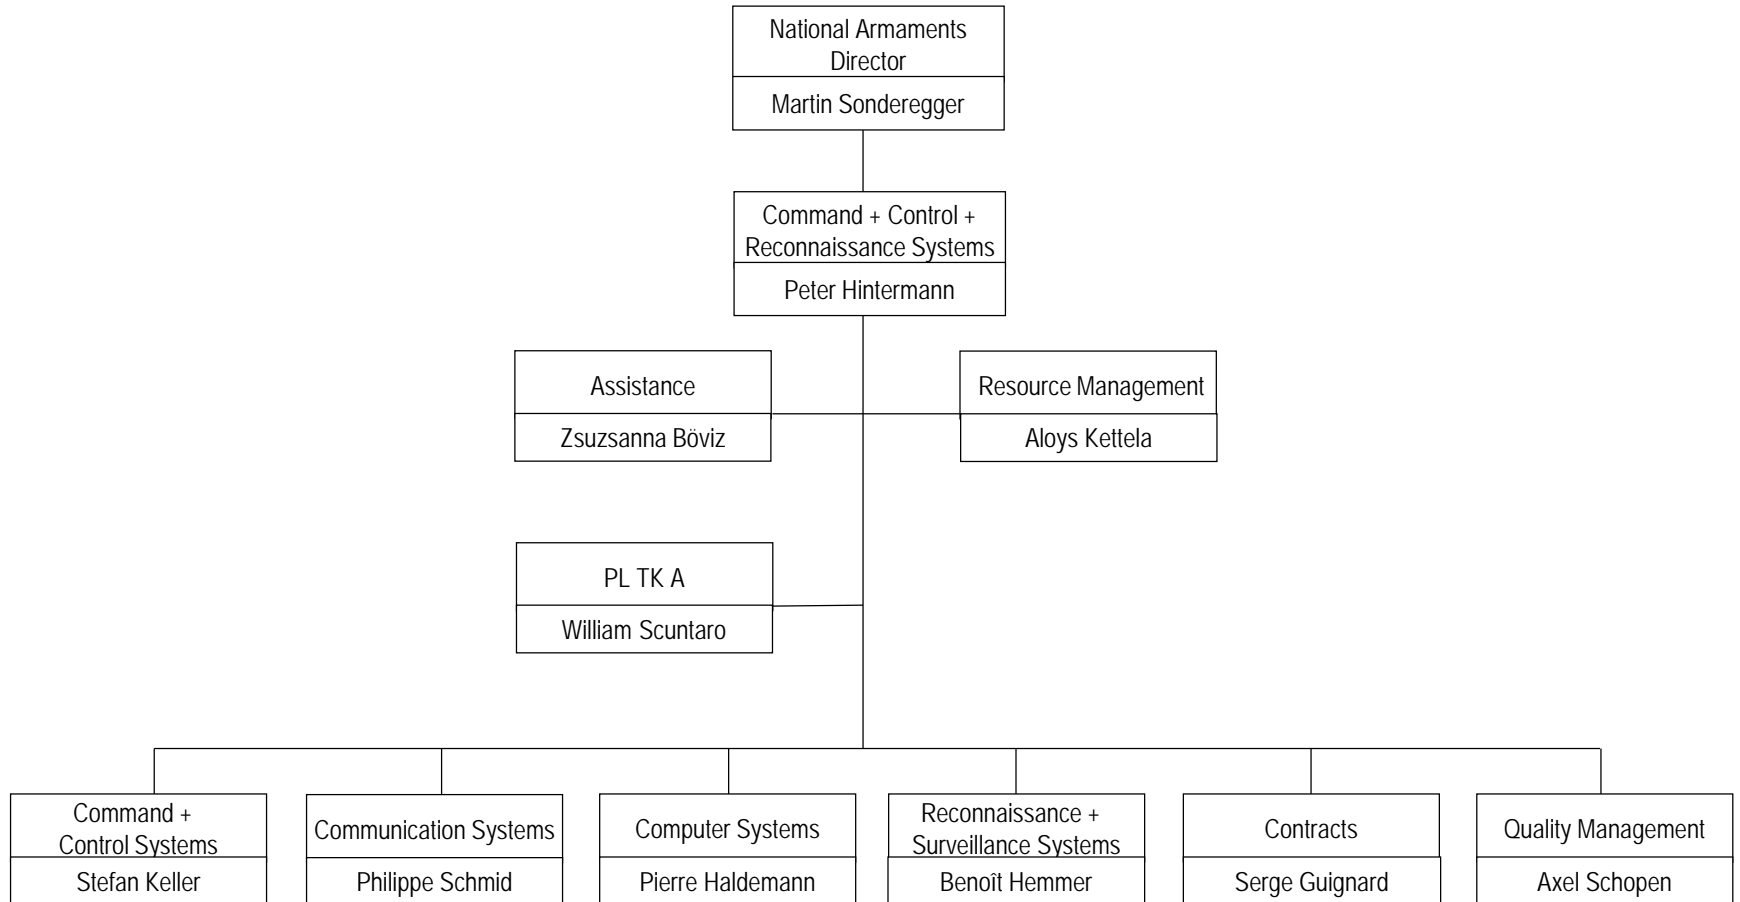 National Armaments
Director
Martin Sonderegger
Command + Control +
Reconnaissance Systems
Peter Hintermann
Assistance
Zsuzsanna Böviz
Resource Management
Aloys Kettela
PL TK A
William Scuntaro
Command +
Control Systems
Stefan Keller
Communication Systems
Philippe Schmid
Computer Systems
Pierre Haldemann
Reconnaissance +
Surveillance Systems
Benoît Hemmer
Contracts
Serge Guignard
Quality Management
Axel Schopen